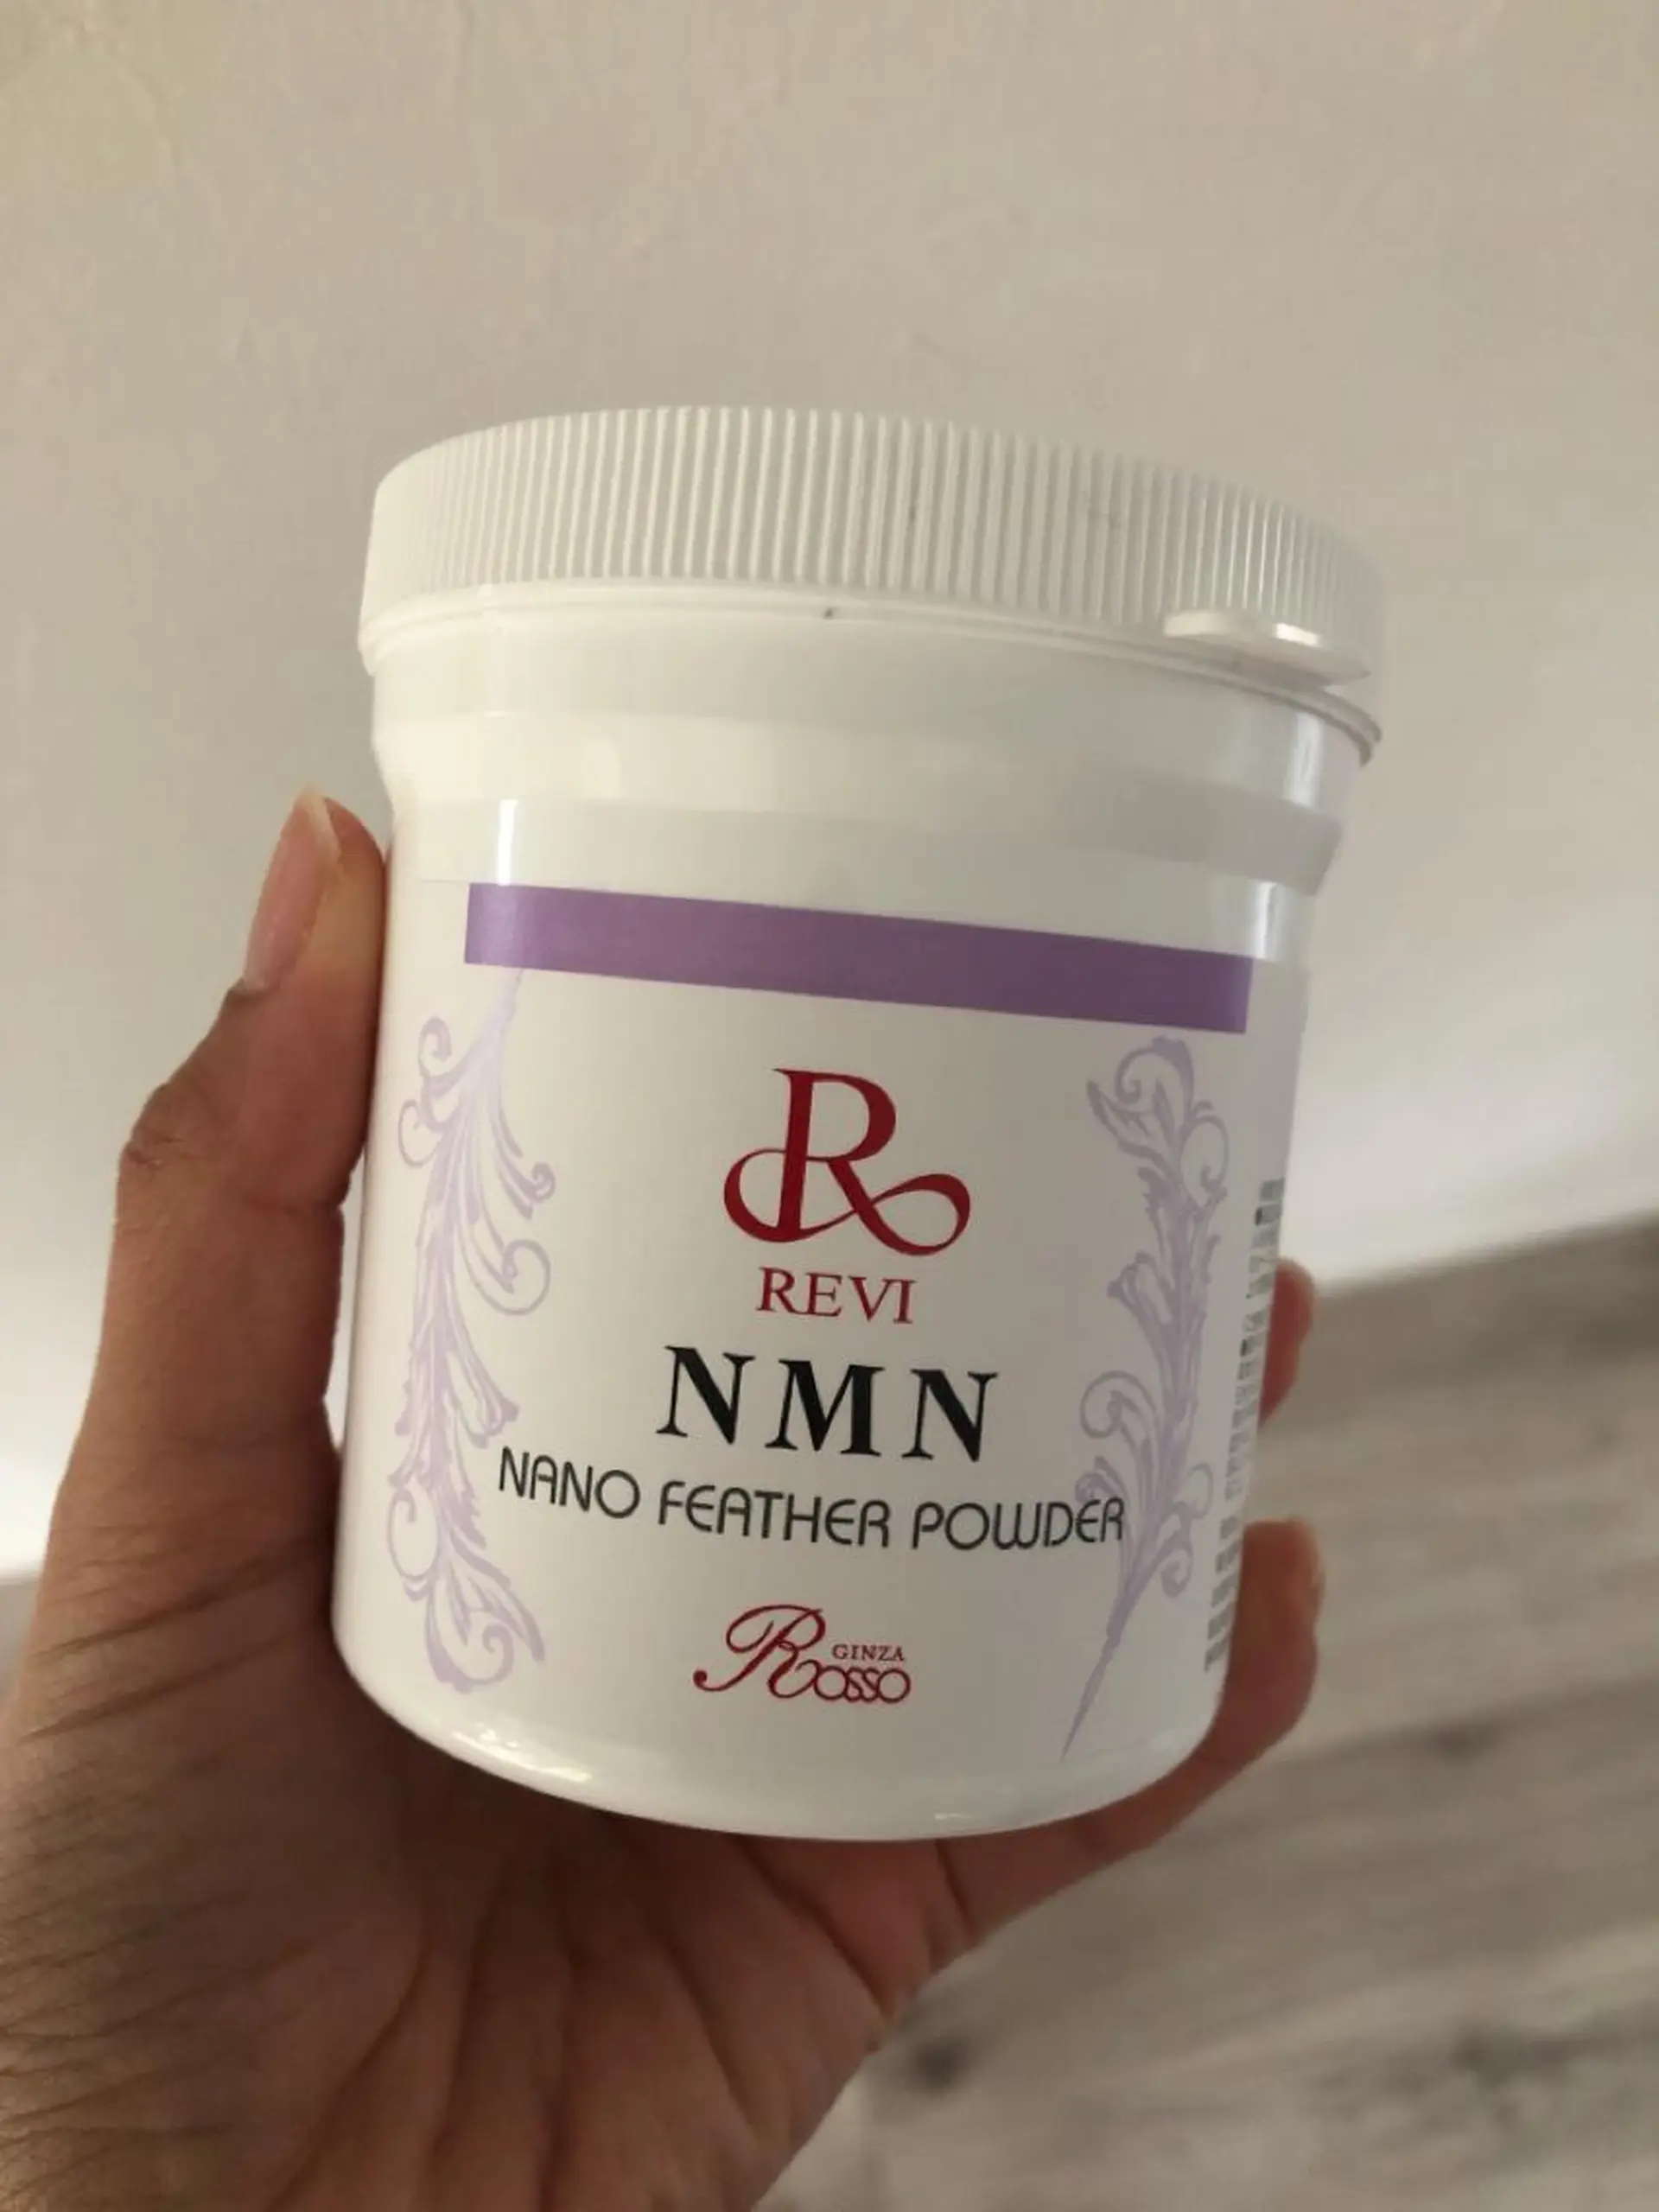 R
REVI
NMN
NANO FEATHER POWDER
GINZA
Rosso